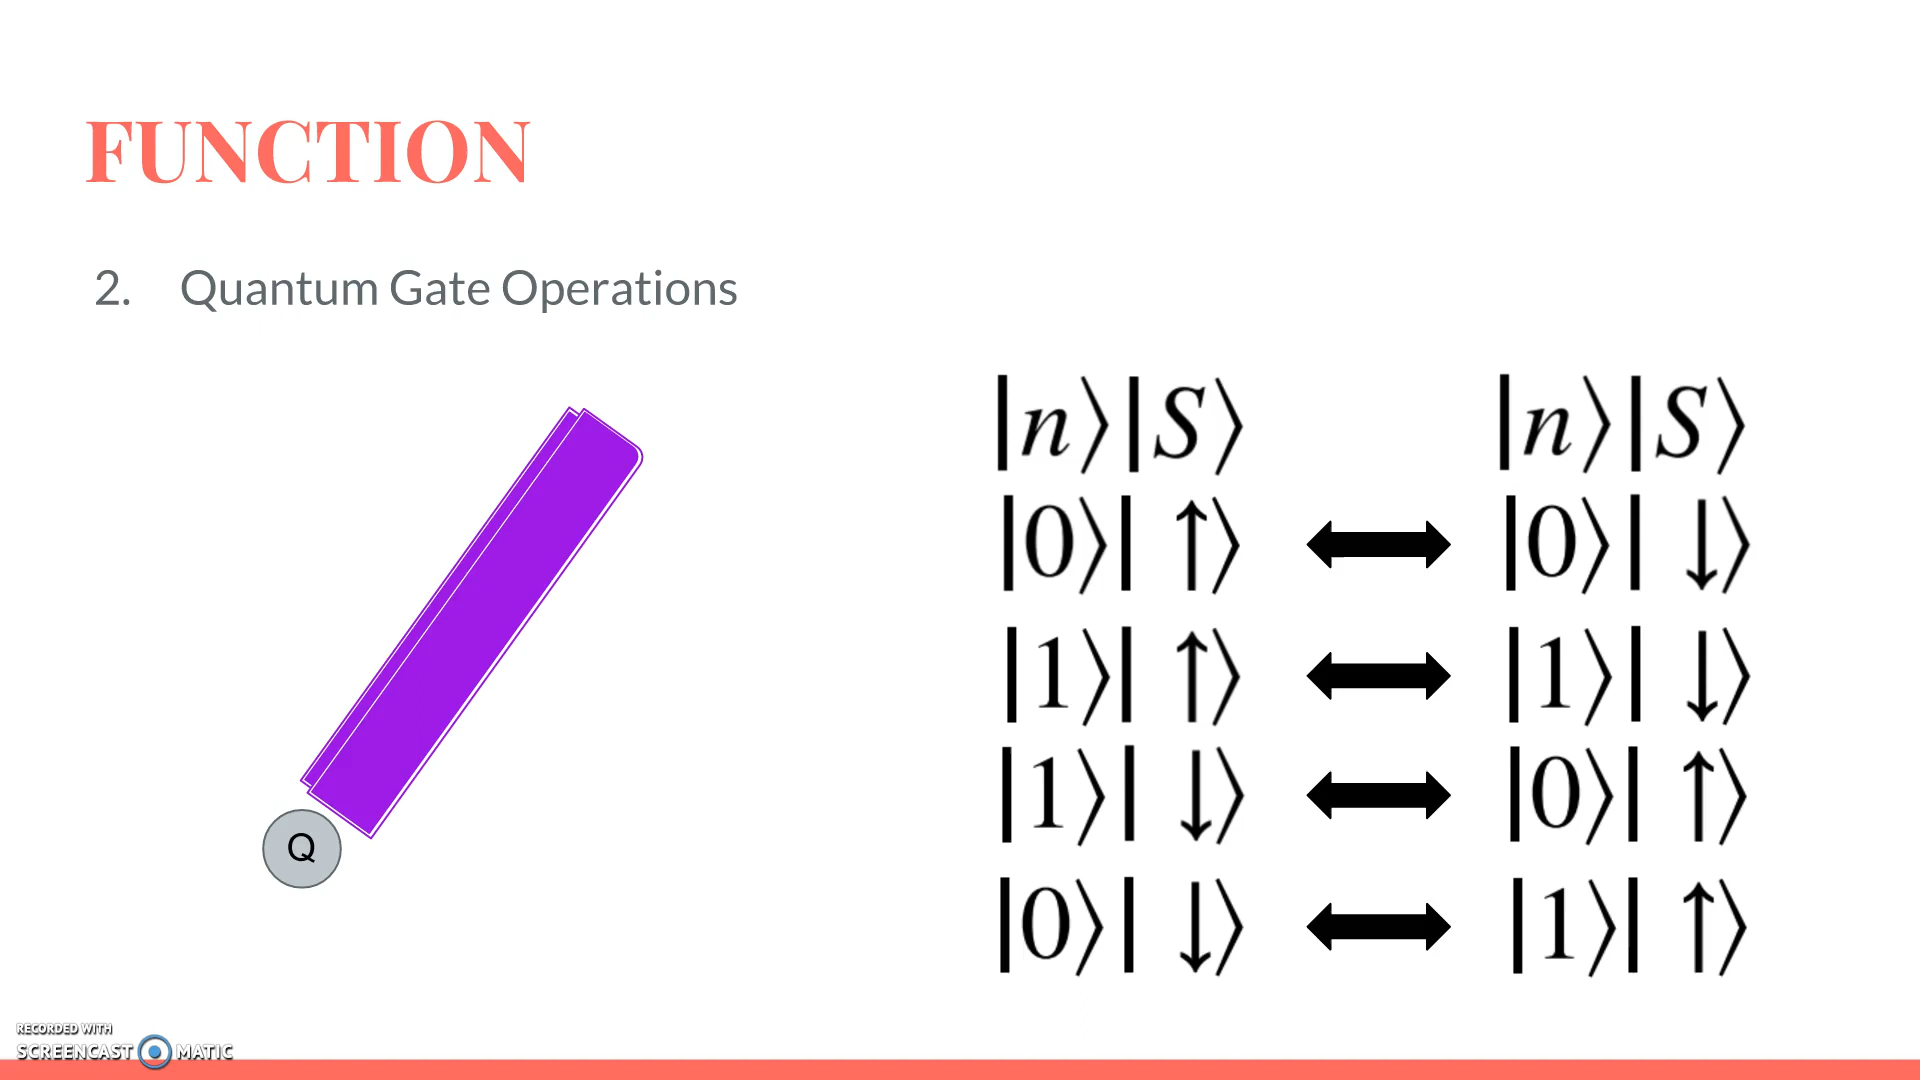 FUNCTION
2. Quantum Gate Operations
|n⟩|S⟩ |n⟩|S⟩
|0⟩| ↑⟩ |0⟩| ↓⟩
|1⟩| ↑⟩ |1⟩| ↓⟩
|1⟩| ↓⟩ |0⟩| ↑⟩
|0⟩| ↓⟩ |1⟩| ↑⟩
Q
RECORDED WITH
SCREENCAST MATIC